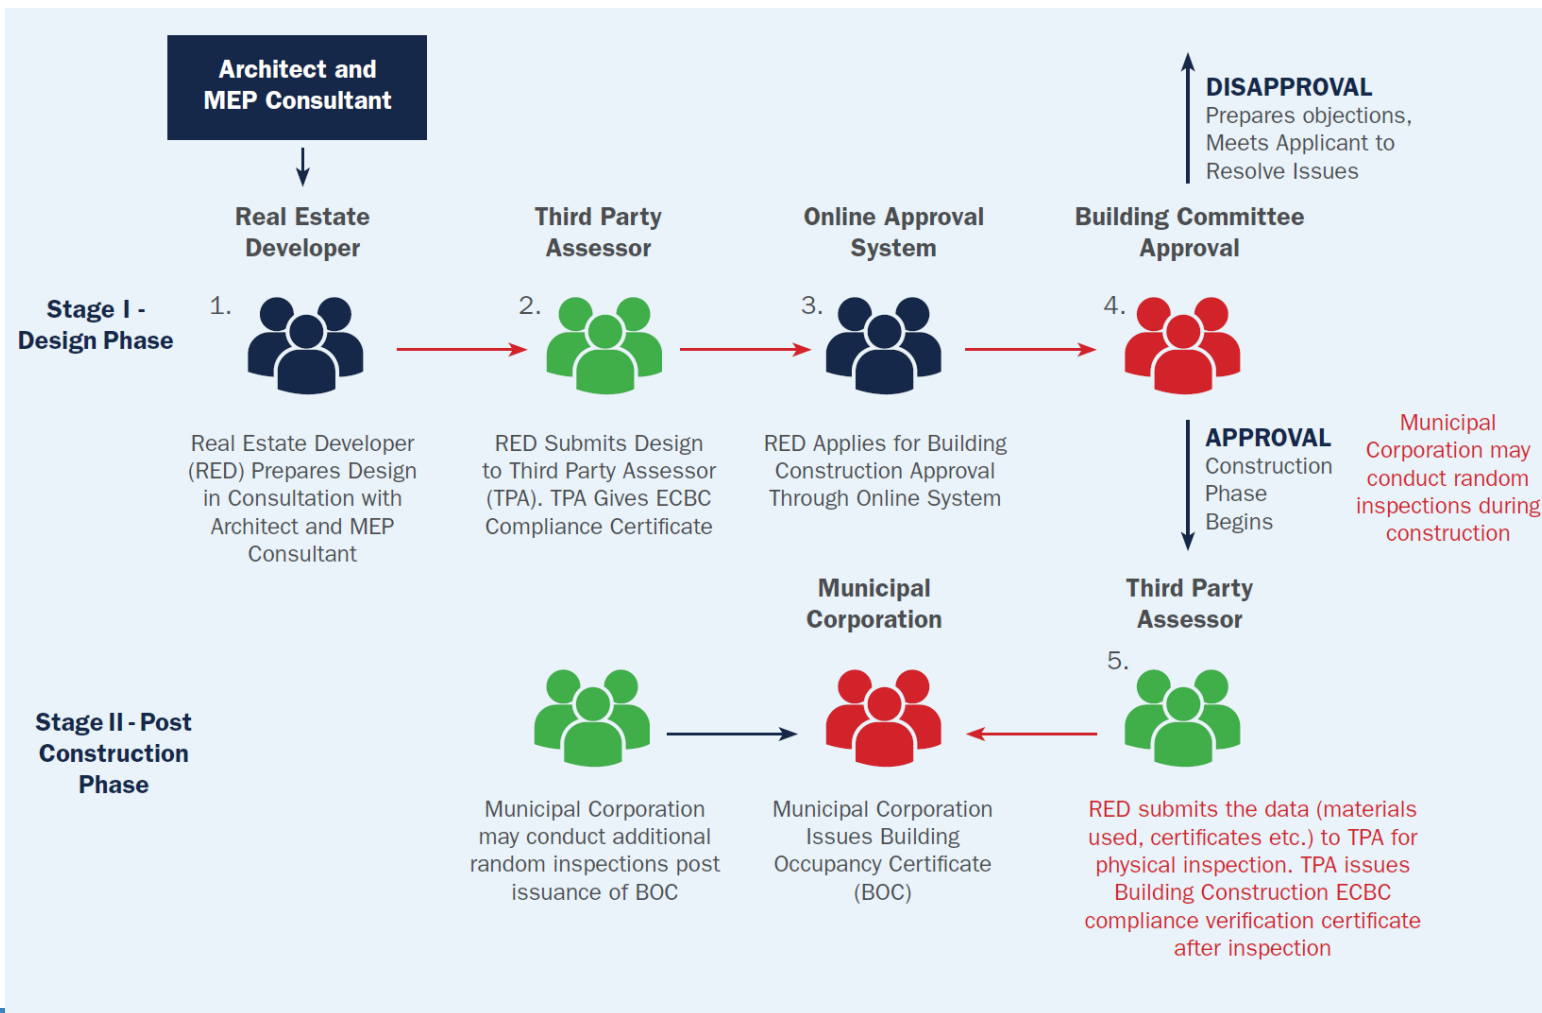 Architect and
MEP Consultant
DISAPPROVAL
Prepares objections,
Meets Applicant to
Resolve Issues
Real Estate
Developer
Third Party
Assessor
Online Approval
System
Building Committee
Approval
Stage I -
Design Phase
1.
2.
3.
4.
Real Estate Developer
(RED) Prepares Design
in Consultation with
Architect and MEP
Consultant
RED Submits Design
to Third Party Assessor
(TPA). TPA Gives ECBC
Compliance Certificate
RED Applies for Building
Construction Approval
Through Online System
APPROVAL
Construction
Phase
Begins
Municipal
Corporation may
conduct random
inspections during
construction
Municipal
Corporation
Third Party
Assessor
5.
Stage II - Post
Construction
Phase
Municipal Corporation
may conduct additional
random inspections post
issuance of BOC
Municipal Corporation
Issues Building
Occupancy Certificate
(BOC)
RED submits the data (materials
used, certificates etc.) to TPA for
physical inspection. TPA issues
Building Construction ECBC
compliance verification certificate
after inspection